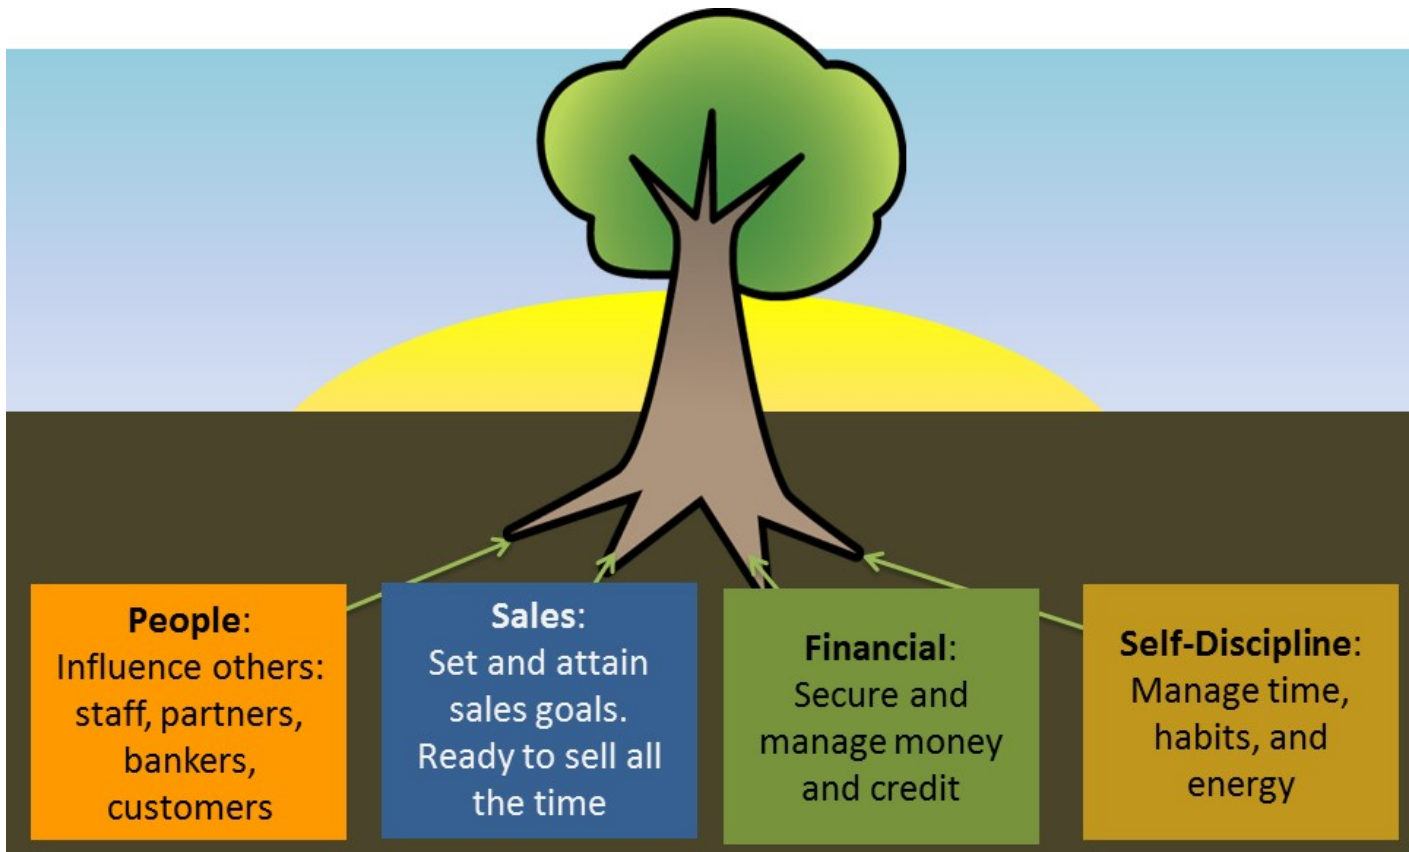 People:
Influence others:
staff, partners,
bankers,
customers
Sales:
Set and attain
sales goals.
Ready to sell all
the time
Financial:
Secure and
manage money
and credit
Self-Discipline:
Manage time,
habits, and
energy